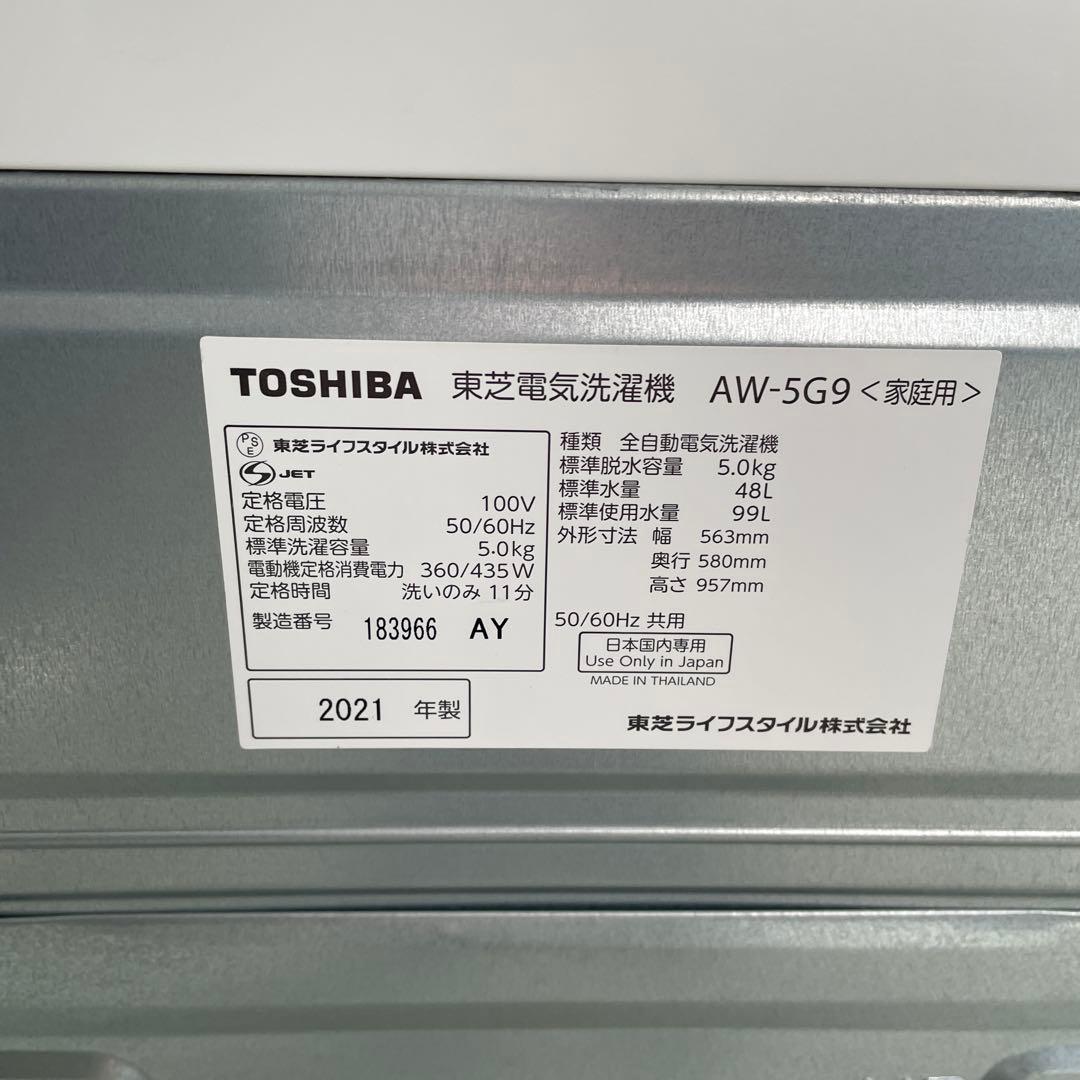 TOSHIBA 東芝電気洗濯機 AW-5G9 <家庭用>
PSE 東芝ライフスタイル株式会社
S JET
定格電圧 100V
定格周波数 50/60Hz
標準洗濯容量 5.0kg
電動機定格消費電力 360/435W
定格時間 洗いのみ 11分
製造番号 183966 AY
2021 年製
種類 全自動電気洗濯機
標準脱水容量 5.0kg
標準水量 48L
標準使用水量 99L
外形寸法 幅 563mm
奥行 580mm
高さ 957mm
50/60Hz 共用
日本国内専用
Use Only in Japan
MADE IN THAILAND
東芝ライフスタイル株式会社